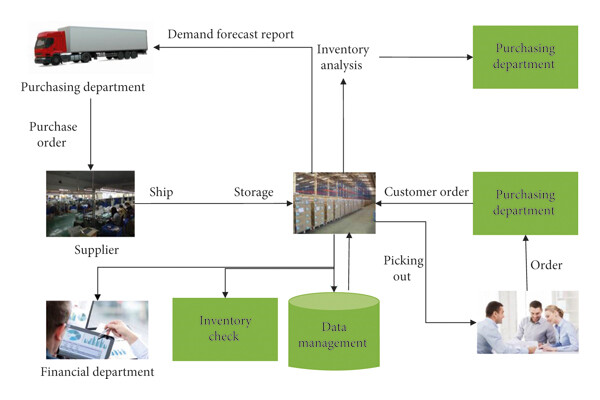 Demand forecast report
Inventory
analysis
Purchasing
department
Purchasing department
Purchase
order
Ship
Storage
Customer order
Purchasing
department
Supplier
Picking
out
Order
Inventory
check
Data
management
Financial department